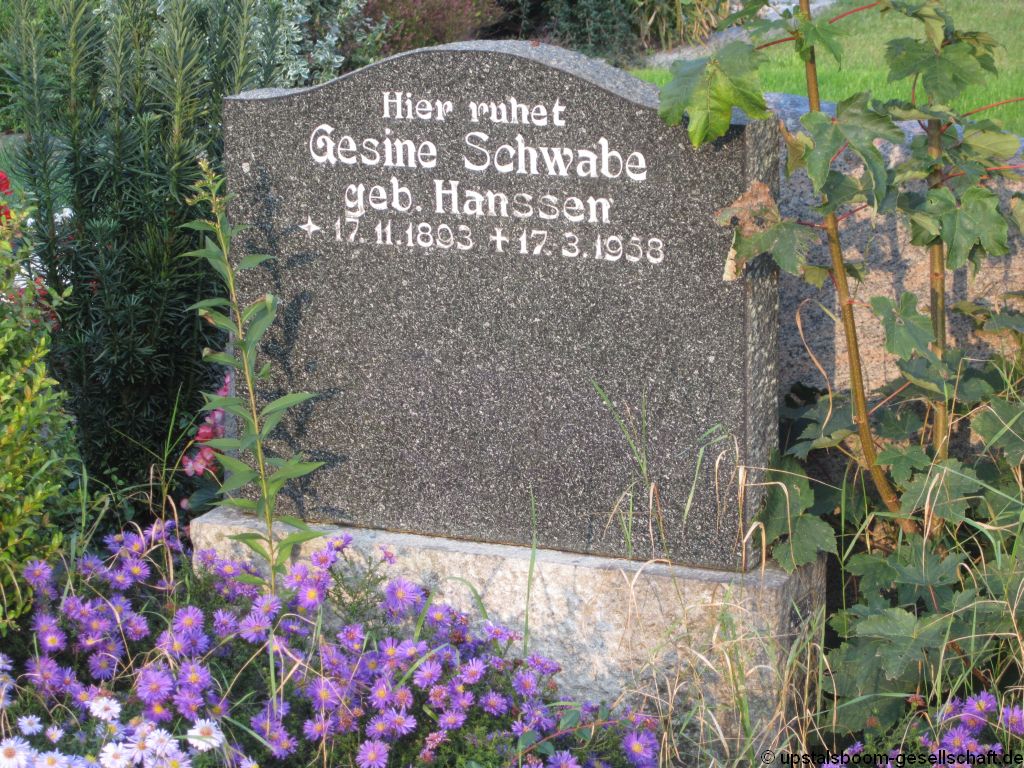 Hier ruhet
Gesine Schwabe
geb. Hanssen
✦ 17.11.1893 ✝ 17.3.1958
© upstalsboom-gesellschaft.de